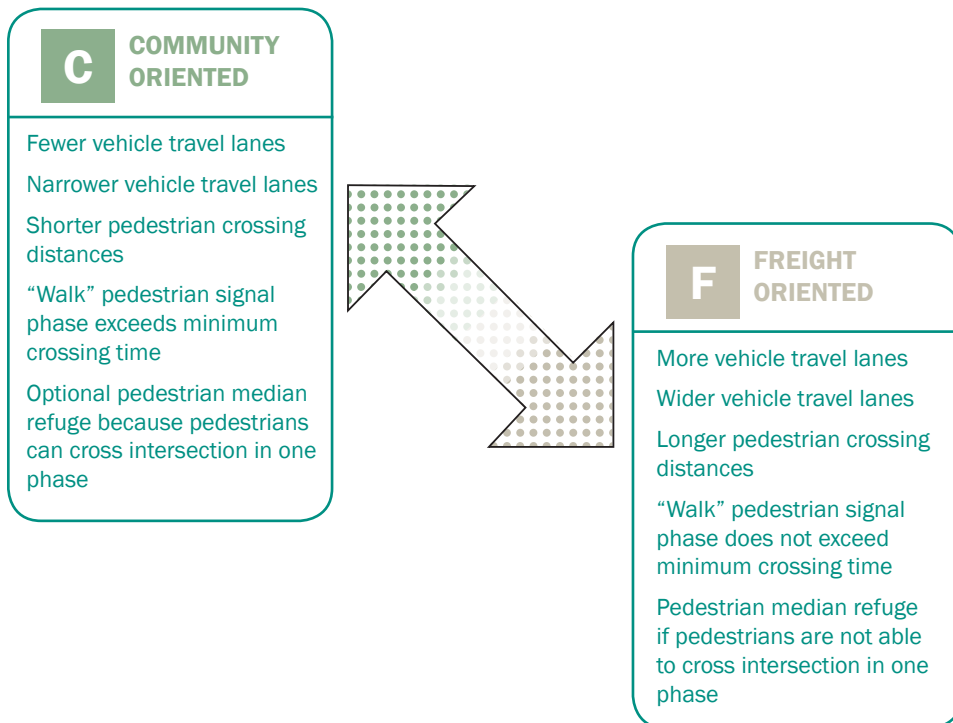 C
COMMUNITY
ORIENTED
Fewer vehicle travel lanes
Narrower vehicle travel lanes
Shorter pedestrian crossing
distances
“Walk” pedestrian signal
phase exceeds minimum
crossing time
Optional pedestrian median
refuge because pedestrians
can cross intersection in one
phase
F
FREIGHT
ORIENTED
More vehicle travel lanes
Wider vehicle travel lanes
Longer pedestrian crossing
distances
“Walk” pedestrian signal
phase does not exceed
minimum crossing time
Pedestrian median refuge
if pedestrians are not able
to cross intersection in one
phase